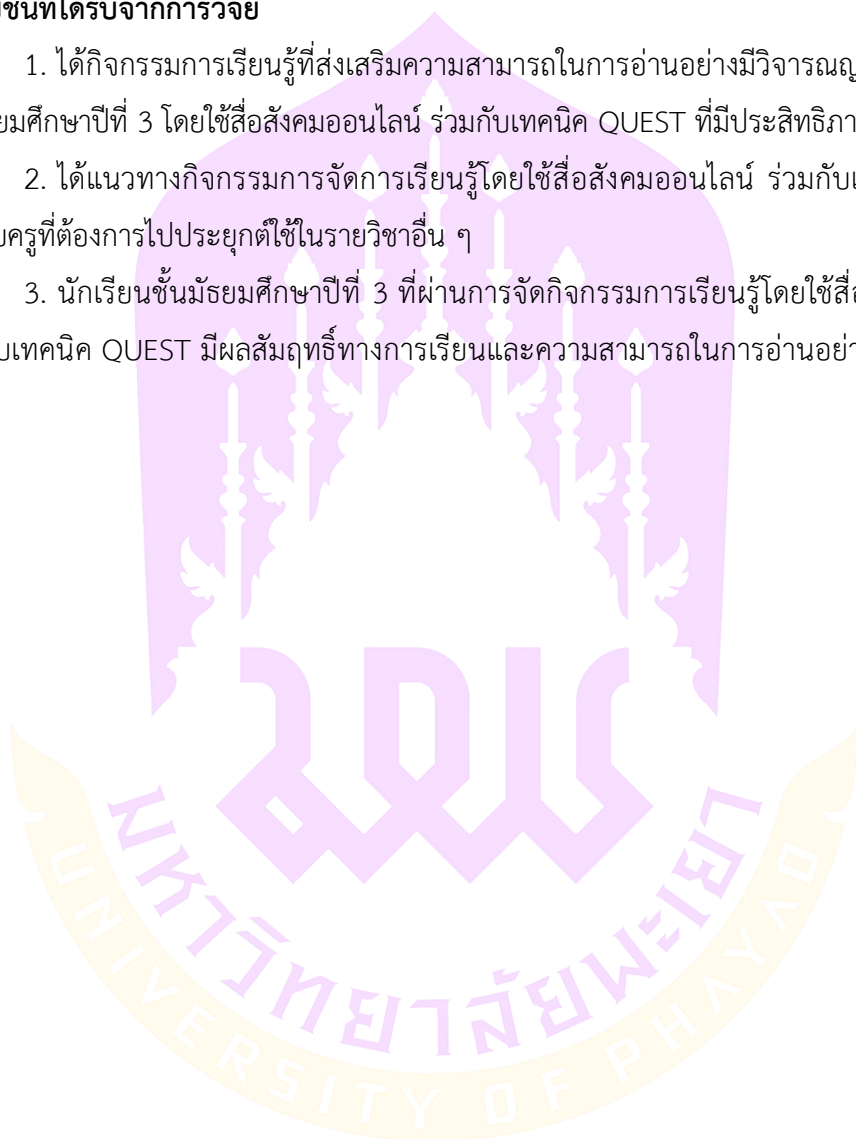 ชน์ที่ได้รับจากการวิจัย
1. ได้กิจกรรมการเรียนรู้ที่ส่งเสริมความสามารถในการอ่านอย่างมีวิจารณญ
ยมศึกษาปีที่ 3 โดยใช้สื่อสังคมออนไลน์ ร่วมกับเทคนิค QUEST ที่มีประสิทธิภา
2. ได้แนวทางกิจกรรมการจัดการเรียนรู้โดยใช้สื่อสังคมออนไลน์ ร่วมกับเ
บครูที่ต้องการไปประยุกต์ใช้ในรายวิชาอื่น ๆ
3. นักเรียนชั้นมัธยมศึกษาปีที่ 3 ที่ผ่านการจัดกิจกรรมการเรียนรู้โดยใช้สื่อ
บเทคนิค QUEST มีผลสัมฤทธิ์ทางการเรียนและความสามารถในการอ่านอย่า
มหาวิทยาลัยพะเยา
UNIVERSITY OF PHAYAO